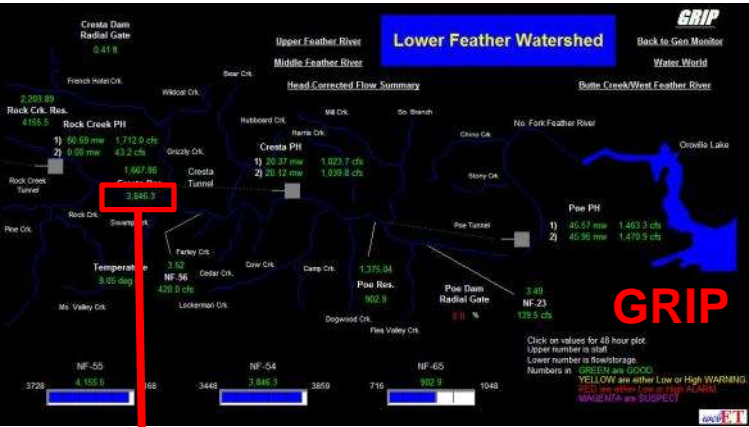 GRIP
Cresta Dam
Radial Gate
0.41 ft
Upper Feather River
Lower Feather Watershed
Back to Gen Monitor
Middle Feather River
Water World
Head-Corrected Flow Summary
Butte Creek/West Feather River
French Hotel Crk.
Wildcat Crk.
Bear Crk.
2,203.89
Rock Crk. Res.
4155.5
Rock Creek PH
1) 60.69 mw 1,712.0 cfs
2) 0.00 mw 43.2 cfs
Grizzly Crk.
Hubboard Crk.
Mill Crk.
So. Branch
Harris Crk.
Chino Crk.
No. Fork Feather River
Oroville Lake
Cresta PH
1) 20.37 mw 1,023.7 cfs
2) 20.12 mw 1,039.8 cfs
Rock Creek
Tunnel
1,667.86
3,846.3
Cresta
Tunnel
Stony Crk.
Poe PH
1) 45.57 mw 1,463.3 cfs
2) 45.96 mw 1,470.9 cfs
Poe Tunnel
Rock Crk.
Swamp Crk.
Pine Crk.
Farley Crk.
Temperature
9.05 deg
3.52
NF-56
420.0 cfs
Cedar Crk.
Cow Crk.
Camp Crk.
1,375.04
Poe Res.
902.9
Poe Dam
Radial Gate
0.0 %
3.49
NF-23
139.5 cfs
GRIP
Mo. Valley Crk.
Lockerman Crk.
Dogwood Crk.
Flea Valley Crk.
Click on values for 48 hour plot.
Upper number is staff
Lower number is flow/storage.
Numbers in GREEN are GOOD.
YELLOW are either Low or High WARNING.
RED are either Low or High ALARM.
MAGENTA are SUSPECT
NF-55
3728 4,155.5 168
NF-54
3448 3,846.3 3859
NF-65
716 902.9 1048
webET